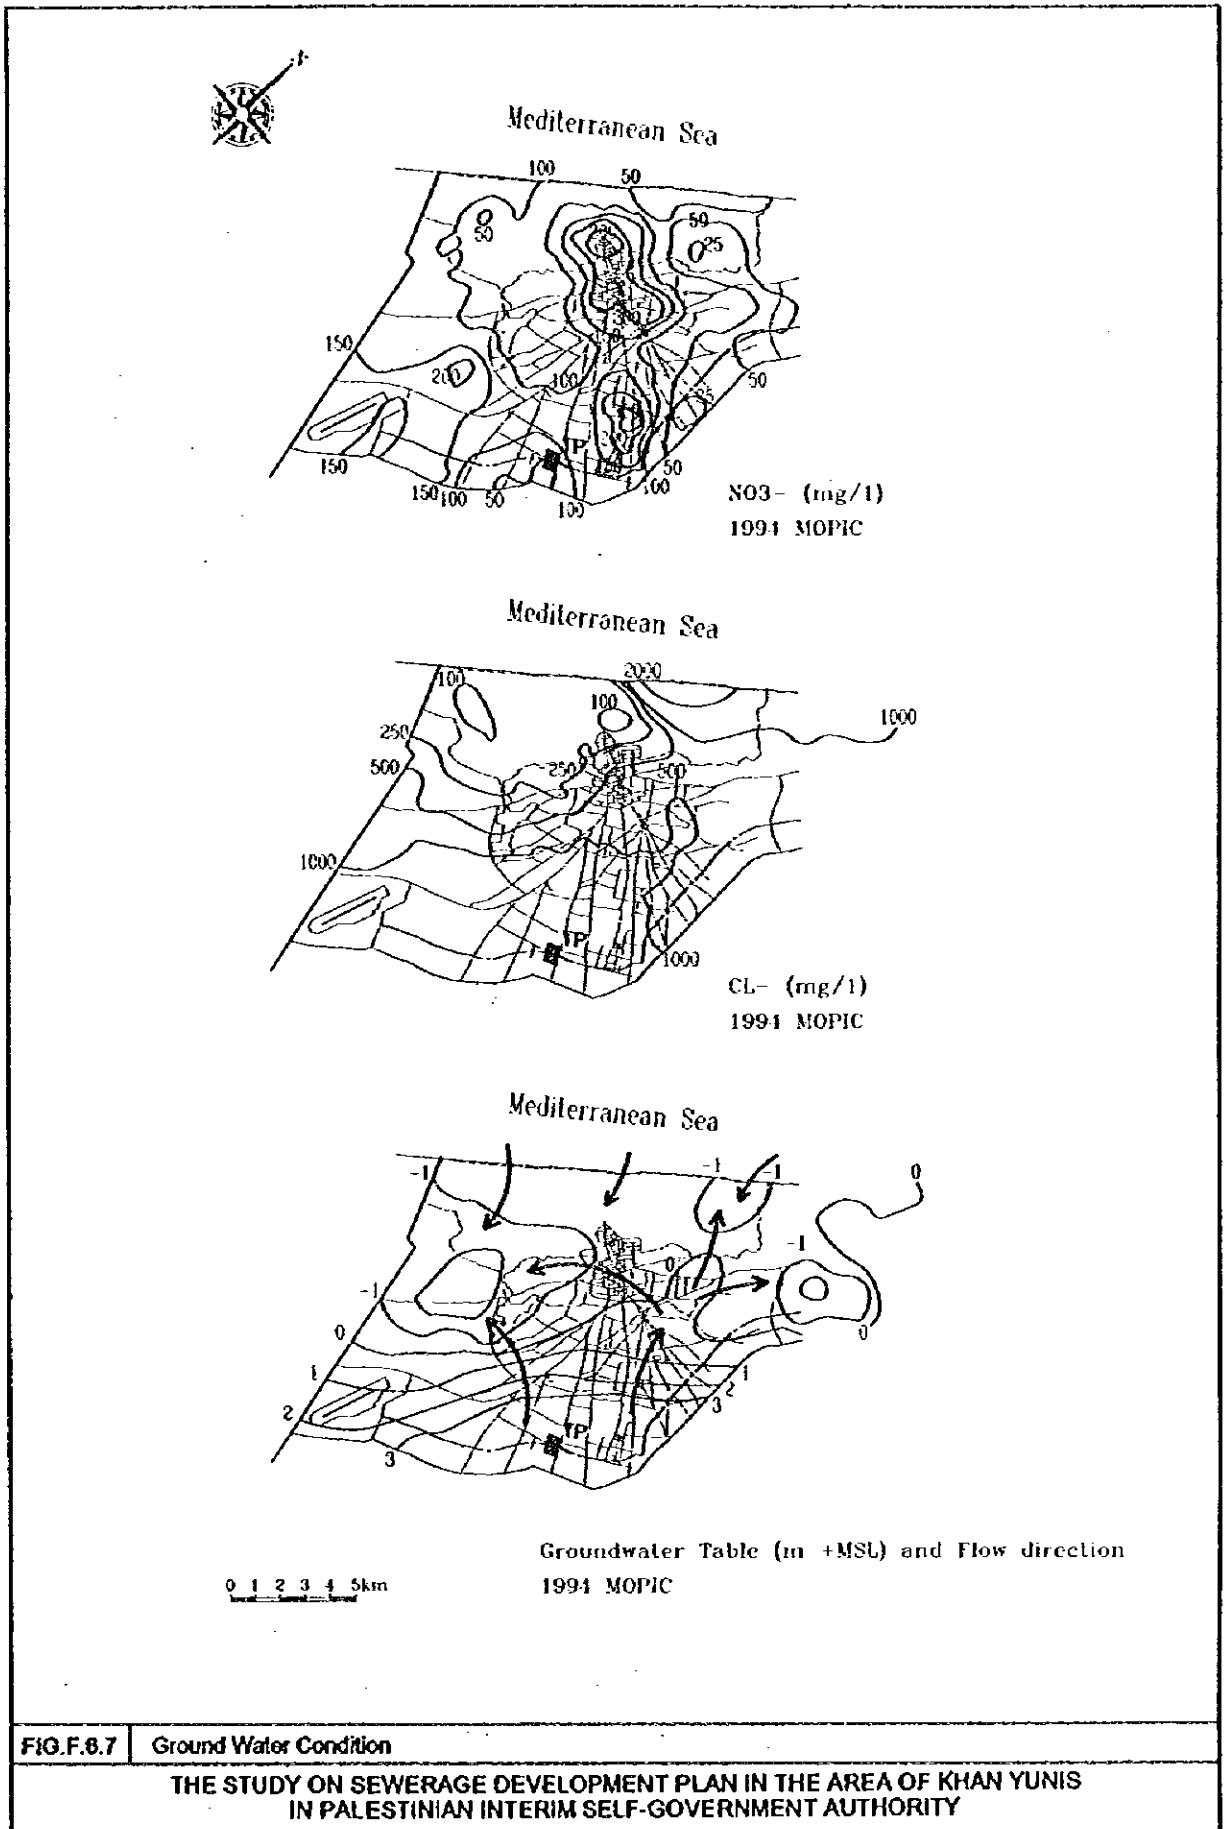 Mediterranean Sea
100
50
50
50
25
150
200
100
50
TP
150
150
100
50
100
50
100
NO3- (mg/l)
1994 MOPIC
Mediterranean Sea
100
2000
100
1000
250
500
250
500
1000
TP
1000
CL- (mg/l)
1994 MOPIC
Mediterranean Sea
-1
-1
-1
0
-1
0
-1
0
0
1
1
2
3
2
TP
3
Groundwater Table (m +MSL) and Flow direction
0 1 2 3 4 5km
1994 MOPIC
FIG.F.6.7 Ground Water Condition
THE STUDY ON SEWERAGE DEVELOPMENT PLAN IN THE AREA OF KHAN YUNIS
IN PALESTINIAN INTERIM SELF-GOVERNMENT AUTHORITY